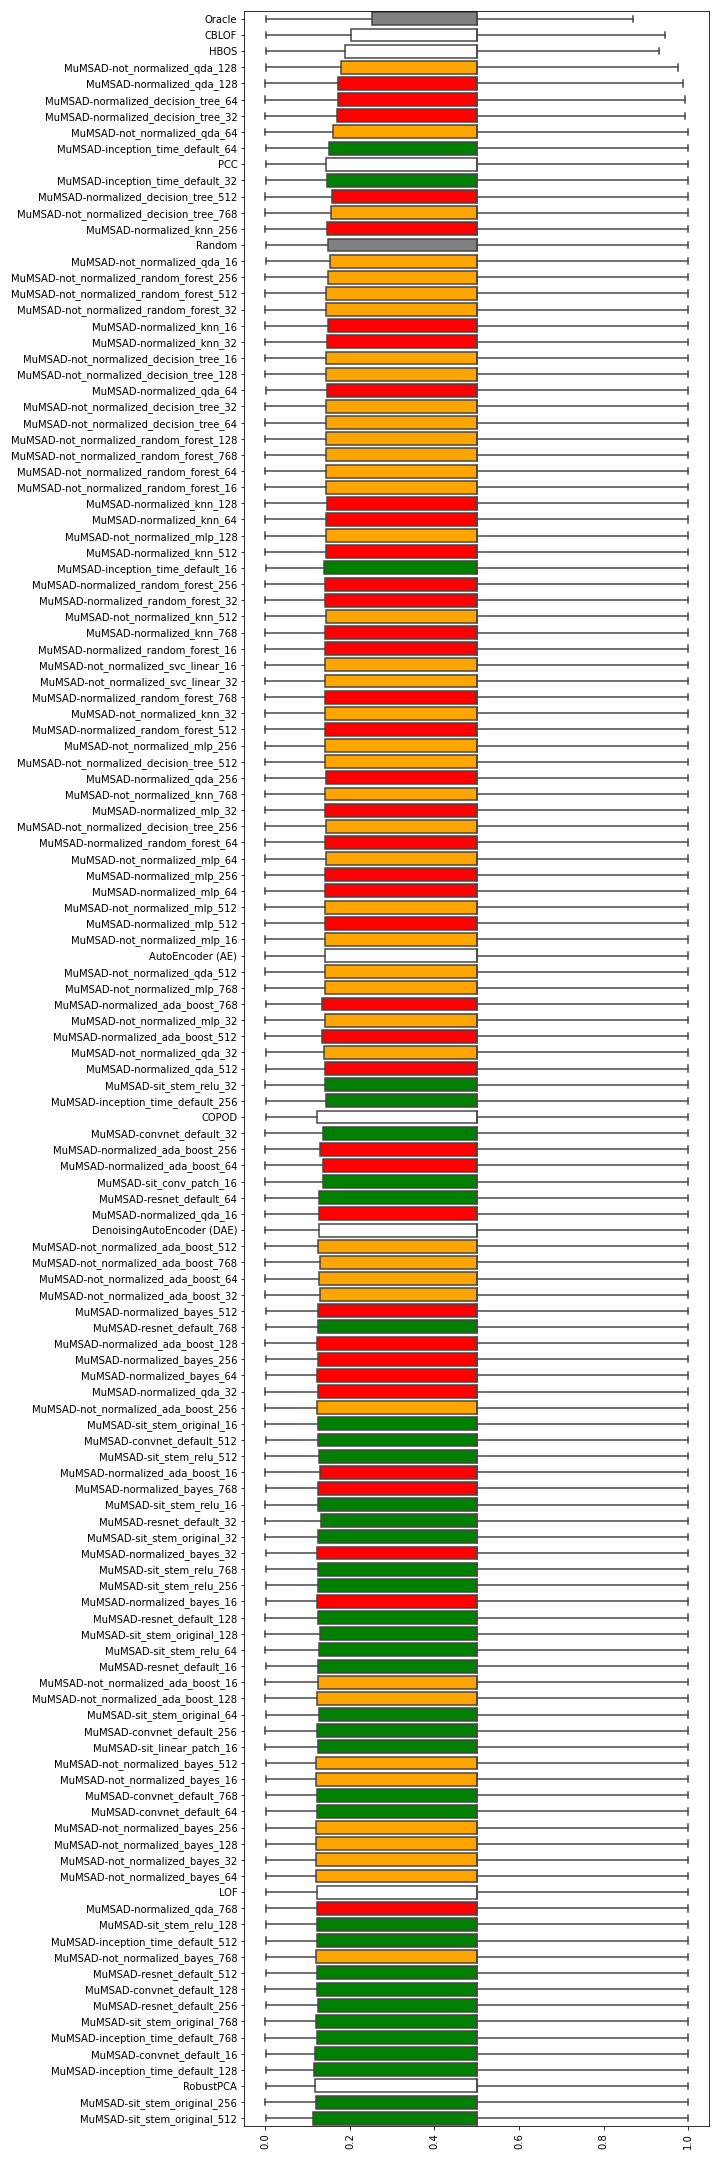 Oracle
CBLOF
HBOS
MuMSAD-not_normalized_qda_128
MuMSAD-normalized_qda_128
MuMSAD-normalized_decision_tree_64
MuMSAD-normalized_decision_tree_32
MuMSAD-not_normalized_qda_64
MuMSAD-inception_time_default_64
PCC
MuMSAD-inception_time_default_32
MuMSAD-normalized_decision_tree_512
MuMSAD-not_normalized_decision_tree_768
MuMSAD-normalized_knn_256
Random
MuMSAD-not_normalized_qda_16
MuMSAD-not_normalized_random_forest_256
MuMSAD-not_normalized_random_forest_512
MuMSAD-not_normalized_random_forest_32
MuMSAD-normalized_knn_16
MuMSAD-normalized_knn_32
MuMSAD-not_normalized_decision_tree_16
MuMSAD-not_normalized_decision_tree_128
MuMSAD-normalized_qda_64
MuMSAD-not_normalized_decision_tree_32
MuMSAD-not_normalized_decision_tree_64
MuMSAD-not_normalized_random_forest_128
MuMSAD-not_normalized_random_forest_768
MuMSAD-not_normalized_random_forest_64
MuMSAD-not_normalized_random_forest_16
MuMSAD-normalized_knn_128
MuMSAD-normalized_knn_64
MuMSAD-not_normalized_mlp_128
MuMSAD-normalized_knn_512
MuMSAD-inception_time_default_16
MuMSAD-normalized_random_forest_256
MuMSAD-normalized_random_forest_32
MuMSAD-not_normalized_knn_512
MuMSAD-normalized_knn_768
MuMSAD-normalized_random_forest_16
MuMSAD-not_normalized_svc_linear_16
MuMSAD-not_normalized_svc_linear_32
MuMSAD-normalized_random_forest_768
MuMSAD-not_normalized_knn_32
MuMSAD-normalized_random_forest_512
MuMSAD-not_normalized_mlp_256
MuMSAD-not_normalized_decision_tree_512
MuMSAD-normalized_qda_256
MuMSAD-not_normalized_knn_768
MuMSAD-normalized_mlp_32
MuMSAD-not_normalized_decision_tree_256
MuMSAD-normalized_random_forest_64
MuMSAD-not_normalized_mlp_64
MuMSAD-normalized_mlp_256
MuMSAD-normalized_mlp_64
MuMSAD-not_normalized_mlp_512
MuMSAD-normalized_mlp_512
MuMSAD-not_normalized_mlp_16
AutoEncoder (AE)
MuMSAD-not_normalized_qda_512
MuMSAD-not_normalized_mlp_768
MuMSAD-normalized_ada_boost_768
MuMSAD-not_normalized_mlp_32
MuMSAD-normalized_ada_boost_512
MuMSAD-not_normalized_qda_32
MuMSAD-normalized_qda_512
MuMSAD-sit_stem_relu_32
MuMSAD-inception_time_default_256
COPOD
MuMSAD-convnet_default_32
MuMSAD-normalized_ada_boost_256
MuMSAD-normalized_ada_boost_64
MuMSAD-sit_conv_patch_16
MuMSAD-resnet_default_64
MuMSAD-normalized_qda_16
DenoisingAutoEncoder (DAE)
MuMSAD-not_normalized_ada_boost_512
MuMSAD-not_normalized_ada_boost_768
MuMSAD-not_normalized_ada_boost_64
MuMSAD-not_normalized_ada_boost_32
MuMSAD-normalized_bayes_512
MuMSAD-resnet_default_768
MuMSAD-normalized_ada_boost_128
MuMSAD-normalized_bayes_256
MuMSAD-normalized_bayes_64
MuMSAD-normalized_qda_32
MuMSAD-not_normalized_ada_boost_256
MuMSAD-sit_stem_original_16
MuMSAD-convnet_default_512
MuMSAD-sit_stem_relu_512
MuMSAD-normalized_ada_boost_16
MuMSAD-normalized_bayes_768
MuMSAD-sit_stem_relu_16
MuMSAD-resnet_default_32
MuMSAD-sit_stem_original_32
MuMSAD-normalized_bayes_32
MuMSAD-sit_stem_relu_768
MuMSAD-sit_stem_relu_256
MuMSAD-normalized_bayes_16
MuMSAD-resnet_default_128
MuMSAD-sit_stem_original_128
MuMSAD-sit_stem_relu_64
MuMSAD-resnet_default_16
MuMSAD-not_normalized_ada_boost_16
MuMSAD-not_normalized_ada_boost_128
MuMSAD-sit_stem_original_64
MuMSAD-convnet_default_256
MuMSAD-sit_linear_patch_16
MuMSAD-not_normalized_bayes_512
MuMSAD-not_normalized_bayes_16
MuMSAD-convnet_default_768
MuMSAD-convnet_default_64
MuMSAD-not_normalized_bayes_256
MuMSAD-not_normalized_bayes_128
MuMSAD-not_normalized_bayes_32
MuMSAD-not_normalized_bayes_64
LOF
MuMSAD-normalized_qda_768
MuMSAD-sit_stem_relu_128
MuMSAD-inception_time_default_512
MuMSAD-not_normalized_bayes_768
MuMSAD-resnet_default_512
MuMSAD-convnet_default_128
MuMSAD-resnet_default_256
MuMSAD-sit_stem_original_768
MuMSAD-inception_time_default_768
MuMSAD-convnet_default_16
MuMSAD-inception_time_default_128
RobustPCA
MuMSAD-sit_stem_original_256
MuMSAD-sit_stem_original_512
0.0
0.2
0.4
0.6
0.8
1.0